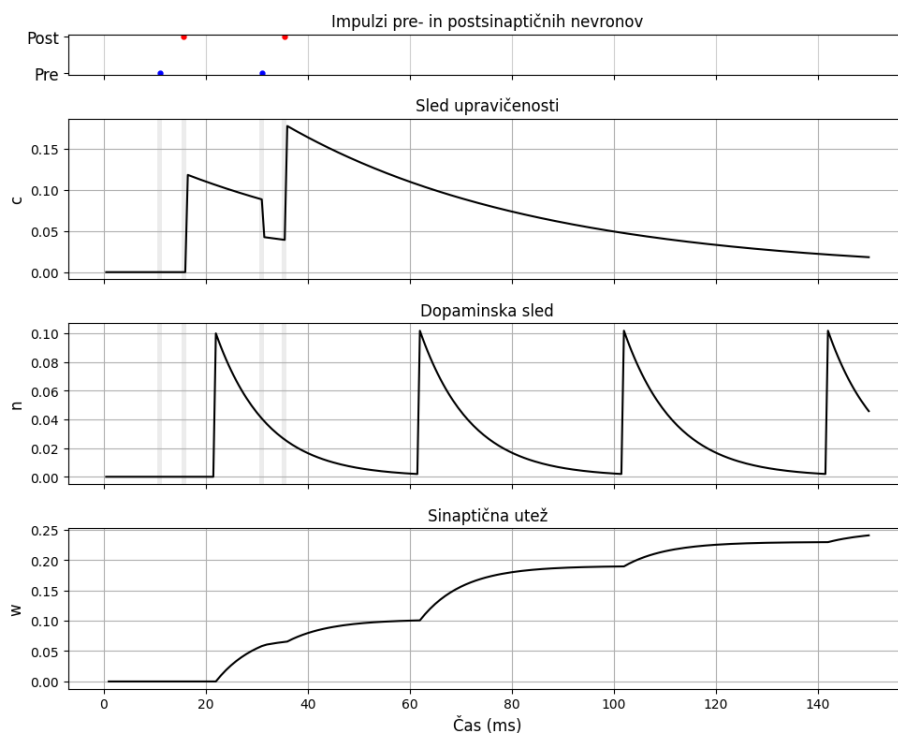 Impulzi pre- in postsinaptičnih nevronov
Post
Pre
Sled upravičenosti
0.15
0.10
0.05
0.00
c
Dopaminska sled
0.10
0.08
0.06
0.04
0.02
0.00
n
Sinaptična utež
0.25
0.20
0.15
0.10
0.05
0.00
w
0 20 40 60 80 100 120 140
Čas (ms)